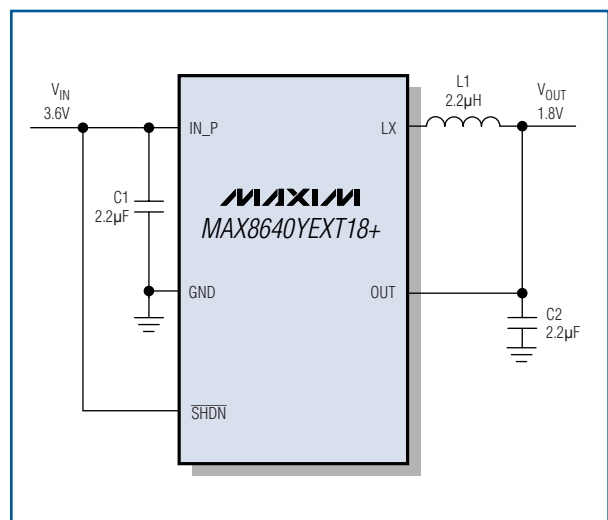 V_IN
3.6V
C1
2.2µF
IN_P
GND
SHDN
MAXIM
MAX8640YEXT18+
LX
OUT
L1
2.2µH
V_OUT
1.8V
C2
2.2µF